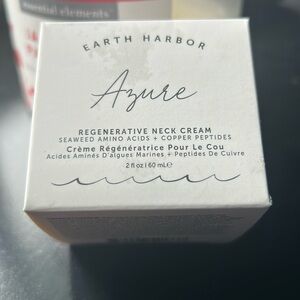 essential elements
EARTH HARBOR
Azure
REGENERATIVE NECK CREAM
SEAWEED AMINO ACIDS + COPPER PEPTIDES
Crème Régénératrice Pour Le Cou
Acides Aminés D'algues Marines + Peptides De Cuivre
2 fl oz | 60 mL℮